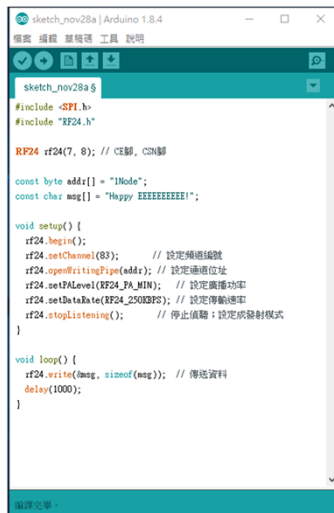 sketch_nov28a | Arduino 1.8.4
檔案 編輯 草稿碼 工具 說明
sketch_nov28a §
#include <SPI.h>
#include "RF24.h"
RF24 rf24(7, 8); // CE腳, CSN腳
const byte addr[] = "1Node";
const char msg[] = "Happy EEEEEEEEEE!";
void setup() {
rf24.begin();
rf24.setChannel(83); // 設定頻道編號
rf24.openWritingPipe(addr); // 設定通道位址
rf24.setPALevel(RF24_PA_MIN); // 設定廣播功率
rf24.setDataRate(RF24_250KBPS); // 設定傳輸速率
rf24.stopListening(); // 停止偵聽；設定成發射模式
}
void loop() {
rf24.write(&msg, sizeof(msg)); // 傳送資料
delay(1000);
}
編譯完畢。